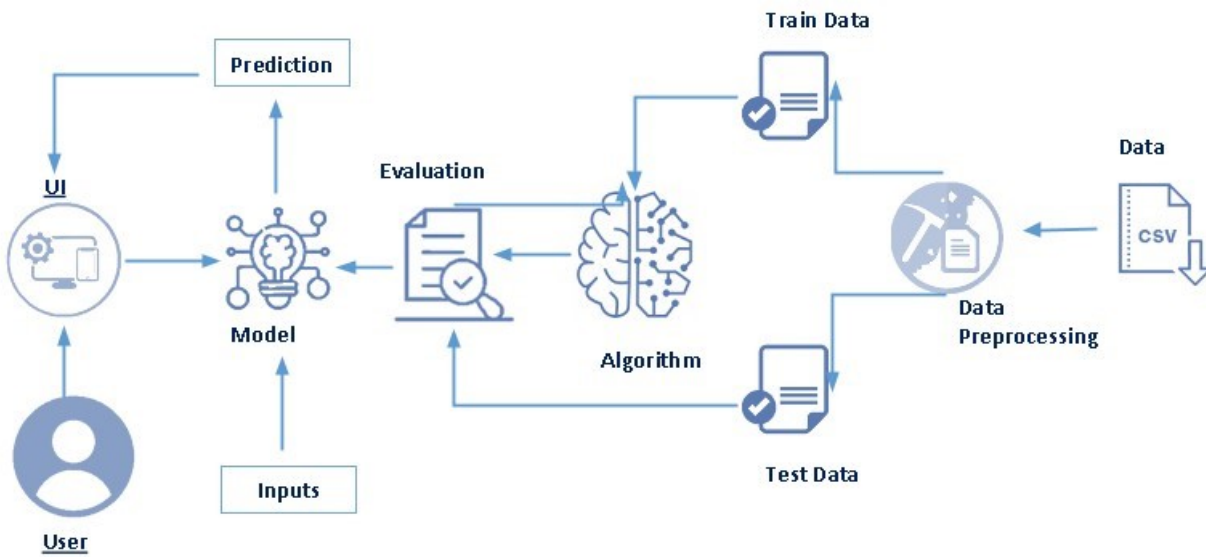 Train Data
Prediction
Data
Evaluation
UI
CSV
Data
Preprocessing
Model
Algorithm
Test Data
Inputs
User